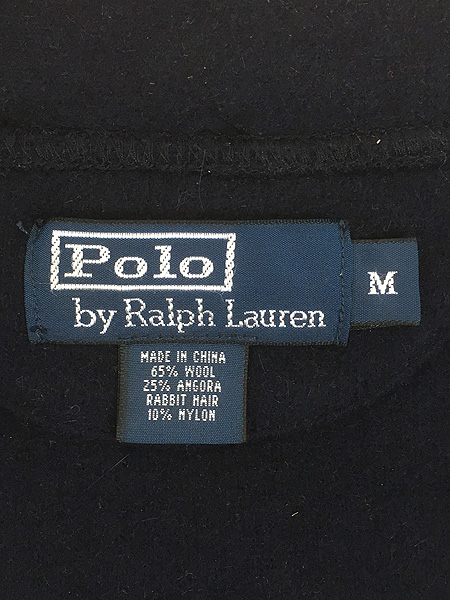 Polo
by Ralph Lauren
M
MADE IN CHINA
65% WOOL
25% ANGORA
RABBIT HAIR
10% NYLON